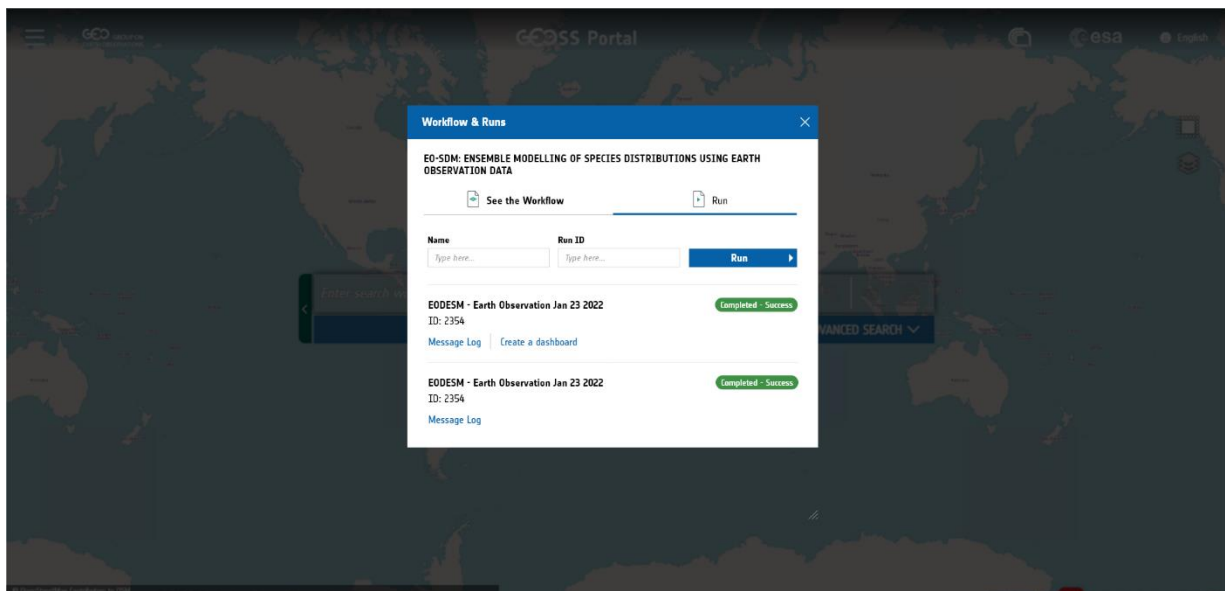 GEO
GEOSS Portal
esa
English
Workflow & Runs
EO-SDM: ENSEMBLE MODELLING OF SPECIES DISTRIBUTIONS USING EARTH
OBSERVATION DATA
See the Workflow
Run
Name
Run ID
Type here...
Type here...
Run
Enter search
EODESM - Earth Observation Jan 23 2022
Completed - Success
ID: 2354
VANCED SEARCH
Message Log
Create a dashboard
EODESM - Earth Observation Jan 23 2022
Completed - Success
ID: 2354
Message Log